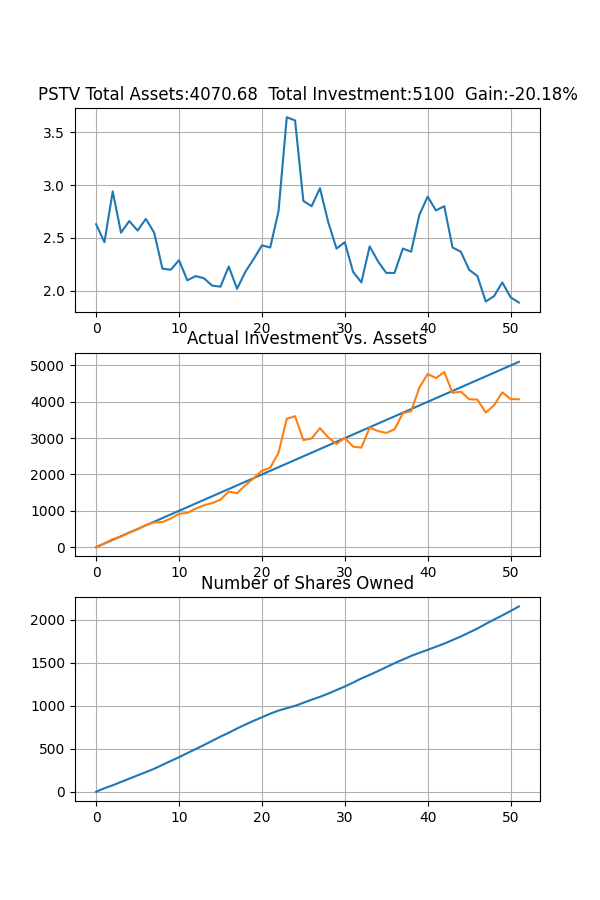 PSTV Total Assets:4070.68  Total Investment:5100  Gain:-20.18%
3.5
3.0
2.5
2.0
0 10 20 30 40 50
Actual Investment vs. Assets
5000
4000
3000
2000
1000
0
0 10 20 30 40 50
Number of Shares Owned
2000
1500
1000
500
0
0 10 20 30 40 50